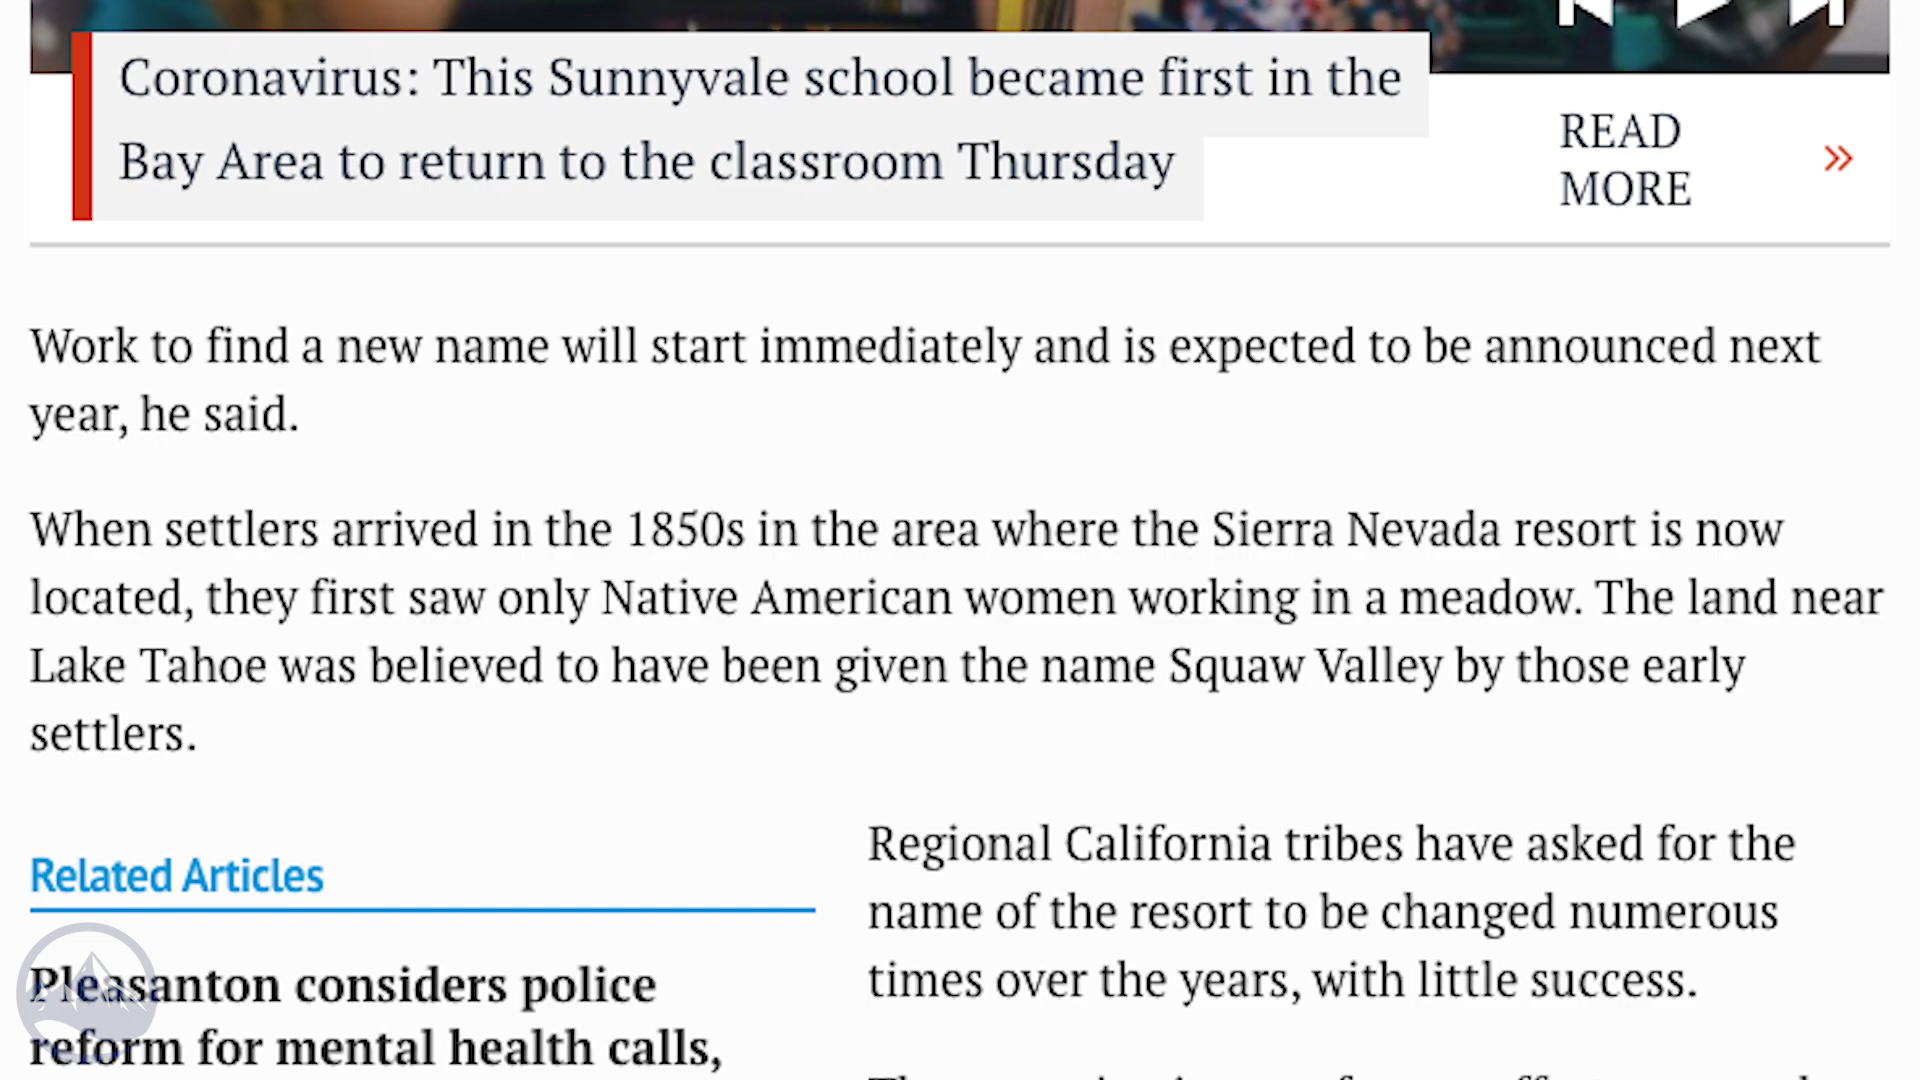 Coronavirus: This Sunnyvale school became first in the
Bay Area to return to the classroom Thursday
READ
MORE
Work to find a new name will start immediately and is expected to be announced next
year, he said.
When settlers arrived in the 1850s in the area where the Sierra Nevada resort is now
located, they first saw only Native American women working in a meadow. The land near
Lake Tahoe was believed to have been given the name Squaw Valley by those early
settlers.
Related Articles
Pleasanton considers police
reform for mental health calls,
Regional California tribes have asked for the
name of the resort to be changed numerous
times over the years, with little success.